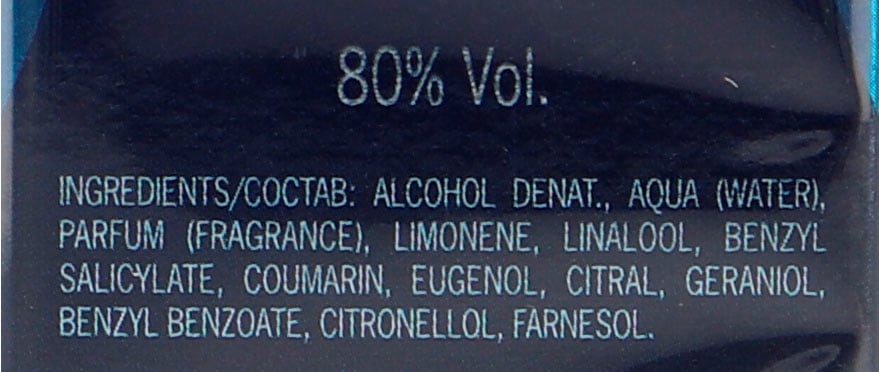 80% Vol.
INGREDIENTS/СОСТАВ: ALCOHOL DENAT., AQUA (WATER),
PARFUM (FRAGRANCE), LIMONENE, LINALOOL, BENZYL
SALICYLATE, COUMARIN, EUGENOL, CITRAL, GERANIOL,
BENZYL BENZOATE, CITRONELLOL, FARNESOL.